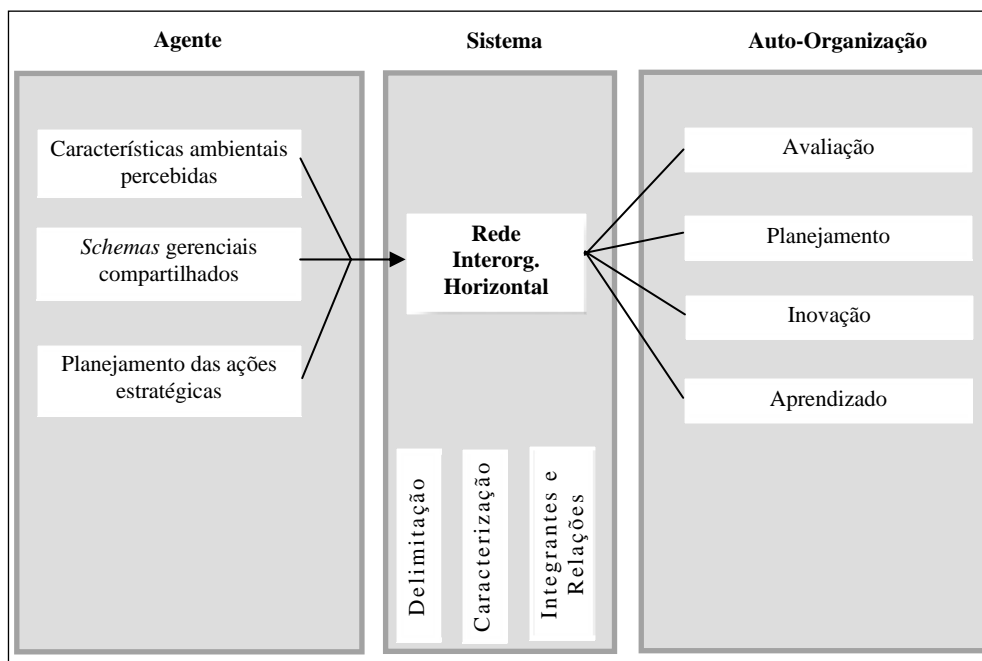 Agente
Sistema
Auto-Organização
Características ambientais
percebidas
Schemas gerenciais
compartilhados
Planejamento das ações
estratégicas
Rede
Interorg.
Horizontal
Delimitação
Caracterização
Integrantes e
Relações
Avaliação
Planejamento
Inovação
Aprendizado